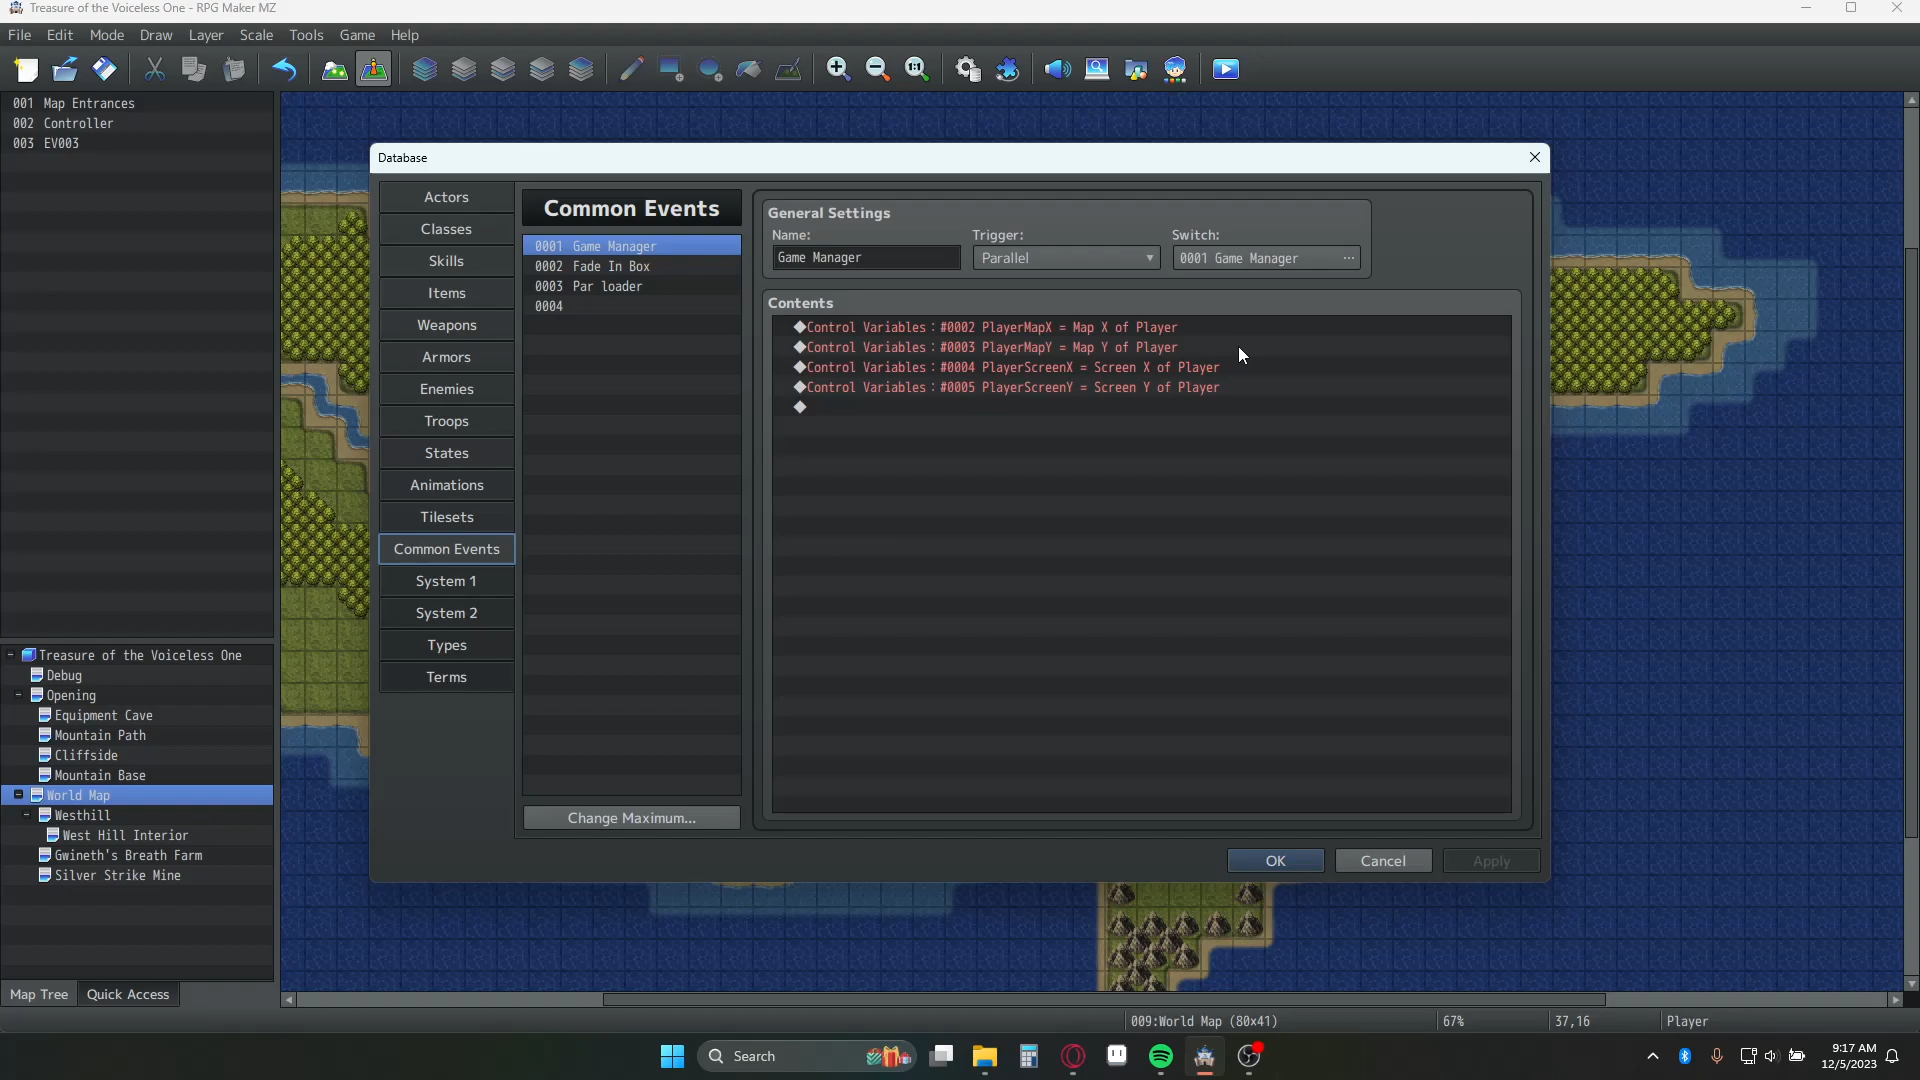 Treasure of the Voiceless One - RPG Maker MZ
File Edit Mode Draw Layer Scale Tools Game Help
1:1
001 Map Entrances
002 Controller
003 EV003
Database
Actors
Classes
Skills
Items
Weapons
Armors
Enemies
Troops
States
Animations
Tilesets
Common Events
System 1
System 2
Types
Terms
Common Events
0001 Game Manager
0002 Fade In Box
0003 Par loader
0004
Change Maximum...
General Settings
Name: Trigger: Switch:
Game Manager Parallel 0001 Game Manager ...
Contents
◆Control Variables : #0002 PlayerMapX = Map X of Player
◆Control Variables : #0003 PlayerMapY = Map Y of Player
◆Control Variables : #0004 PlayerScreenX = Screen X of Player
◆Control Variables : #0005 PlayerScreenY = Screen Y of Player
◆
OK Cancel Apply
Treasure of the Voiceless One
Debug
Opening
Equipment Cave
Mountain Path
Cliffside
Mountain Base
World Map
Westhill
West Hill Interior
Gwineth's Breath Farm
Silver Strike Mine
Map Tree Quick Access
009:World Map (80x41) 67% 37,16 Player
Search
9:17 AM
12/5/2023